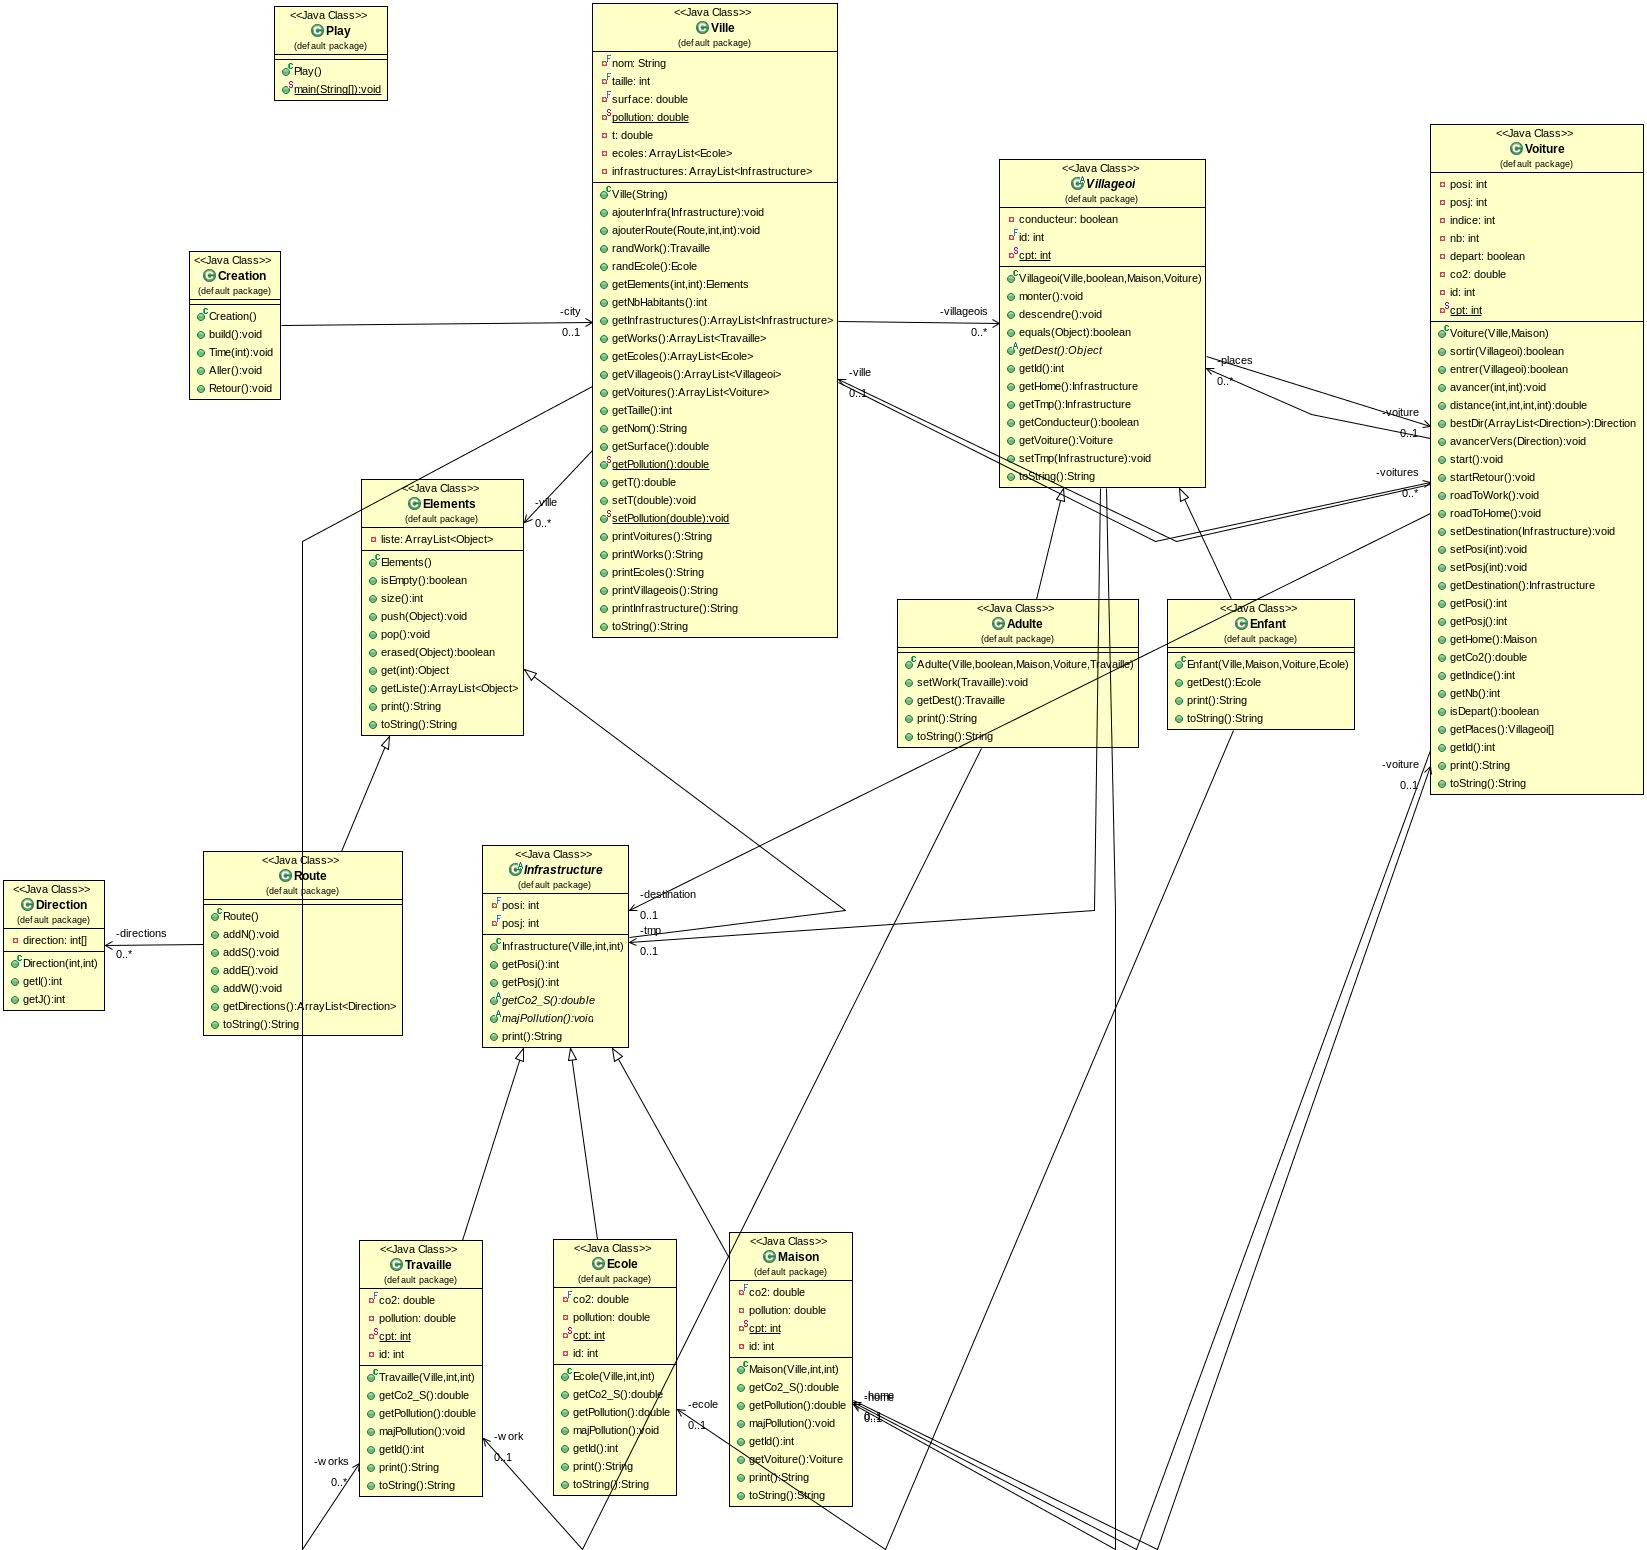 <<Java Class>>
Play
(default package)
Play()
main(String[]):void
<<Java Class>>
Ville
(default package)
nom: String
taille: int
surface: double
pollution: double
t: double
ecoles: ArrayList<Ecole>
infrastructures: ArrayList<Infrastructure>
Ville(String)
ajouterInfra(Infrastructure):void
ajouterRoute(Route,int,int):void
randWork():Travaille
randEcole():Ecole
getElements(int,int):Elements
getNbHabitants():int
getInfrastructures():ArrayList<Infrastructure>
getWorks():ArrayList<Travaille>
getEcoles():ArrayList<Ecole>
getVillageois():ArrayList<Villageoi>
getVoitures():ArrayList<Voiture>
getTaille():int
getNom():String
getSurface():double
getPollution():double
getT():double
setT(double):void
setPollution(double):void
printVoitures():String
printWorks():String
printEcoles():String
printVillageois():String
printInfrastructure():String
toString():String
<<Java Class>>
Villageoi
(default package)
conducteur: boolean
id: int
cpt: int
Villageoi(Ville,boolean,Maison,Voiture)
monter():void
descendre():void
equals(Object):boolean
getDest():Object
getId():int
getHome():Infrastructure
getTmp():Infrastructure
getConducteur():boolean
getVoiture():Voiture
setTmp(Infrastructure):void
toString():String
<<Java Class>>
Voiture
(default package)
posi: int
posj: int
indice: int
nb: int
depart: boolean
co2: double
id: int
cpt: int
Voiture(Ville,Maison)
sortir(Villageoi):boolean
entrer(Villageoi):boolean
avancer(int,int):void
distance(int,int,int,int):double
bestDir(ArrayList<Direction>):Direction
avancerVers(Direction):void
start():void
startRetour():void
roadToWork():void
roadToHome():void
setDestination(Infrastructure):void
setPosi(int):void
setPosj(int):void
getDestination():Infrastructure
getPosi():int
getPosj():int
getHome():Maison
getCo2():double
getIndice():int
getNb():int
isDepart():boolean
getPlaces():Villageoi[]
getId():int
print():String
toString():String
<<Java Class>>
Creation
(default package)
Creation()
build():void
Time(int):void
Aller():void
Retour():void
-city
0..1
-villageois
0..*
-ville
0..1
-places
0..*
-voiture
0..1
-voitures
0..*
-ville
0..*
<<Java Class>>
Elements
(default package)
liste: ArrayList<Object>
Elements()
isEmpty():boolean
size():int
push(Object):void
pop():void
erased(Object):boolean
get(int):Object
getListe():ArrayList<Object>
print():String
toString():String
<<Java Class>>
Adulte
(default package)
Adulte(Ville,boolean,Maison,Voiture,Travaille)
setWork(Travaille):void
getDest():Travaille
print():String
toString():String
<<Java Class>>
Enfant
(default package)
Enfant(Ville,Maison,Voiture,Ecole)
getDest():Ecole
print():String
toString():String
-voiture
0..1
<<Java Class>>
Direction
(default package)
direction: int[]
Direction(int,int)
getI():int
getJ():int
-directions
0..*
<<Java Class>>
Route
(default package)
Route()
addN():void
addS():void
addE():void
addW():void
getDirections():ArrayList<Direction>
toString():String
<<Java Class>>
Infrastructure
(default package)
posi: int
posj: int
Infrastructure(Ville,int,int)
getPosi():int
getPosj():int
getCo2_S():double
majPollution():void
print():String
-destination
0..1
-tmp
0..1
<<Java Class>>
Travaille
(default package)
co2: double
pollution: double
cpt: int
id: int
Travaille(Ville,int,int)
getCo2_S():double
getPollution():double
majPollution():void
getId():int
print():String
toString():String
-works
0..*
-work
0..1
<<Java Class>>
Ecole
(default package)
co2: double
pollution: double
cpt: int
id: int
Ecole(Ville,int,int)
getCo2_S():double
getPollution():double
majPollution():void
getId():int
print():String
toString():String
-ecole
0..1
<<Java Class>>
Maison
(default package)
co2: double
pollution: double
cpt: int
id: int
Maison(Ville,int,int)
getCo2_S():double
getPollution():double
majPollution():void
getId():int
getVoiture():Voiture
print():String
toString():String
-home
-home
0..1
0..1